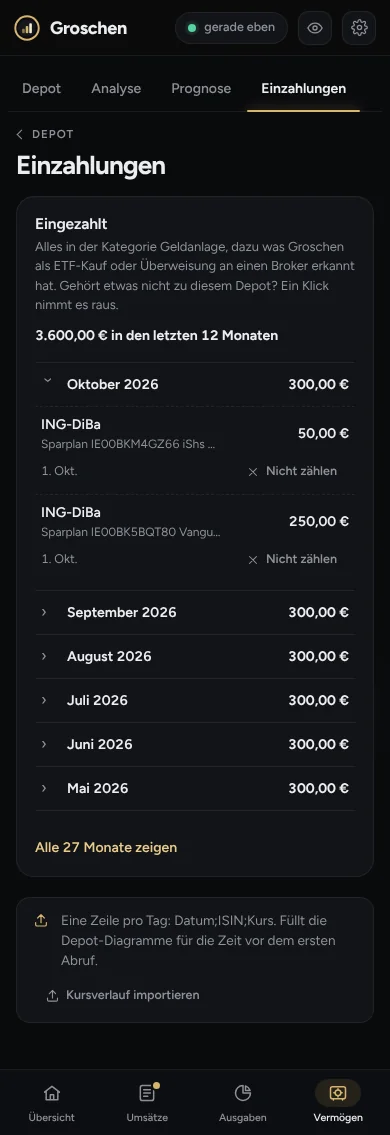 Groschen
gerade eben
Depot
Analyse
Prognose
Einzahlungen
DEPOT
Einzahlungen
Eingezahlt
Alles in der Kategorie Geldanlage, dazu was Groschen
als ETF-Kauf oder Überweisung an einen Broker erkannt
hat. Gehört etwas nicht zu diesem Depot? Ein Klick
nimmt es raus.
3.600,00 € in den letzten 12 Monaten
Oktober 2026
300,00 €
ING-DiBa
50,00 €
Sparplan IE00BKM4GZ66 iShs ...
1. Okt.
Nicht zählen
ING-DiBa
250,00 €
Sparplan IE00BK5BQT80 Vangu...
1. Okt.
Nicht zählen
September 2026
300,00 €
August 2026
300,00 €
Juli 2026
300,00 €
Juni 2026
300,00 €
Mai 2026
300,00 €
Alle 27 Monate zeigen
Eine Zeile pro Tag: Datum;ISIN;Kurs. Füllt die
Depot-Diagramme für die Zeit vor dem ersten
Abruf.
Kursverlauf importieren
Übersicht
Umsätze
Ausgaben
Vermögen